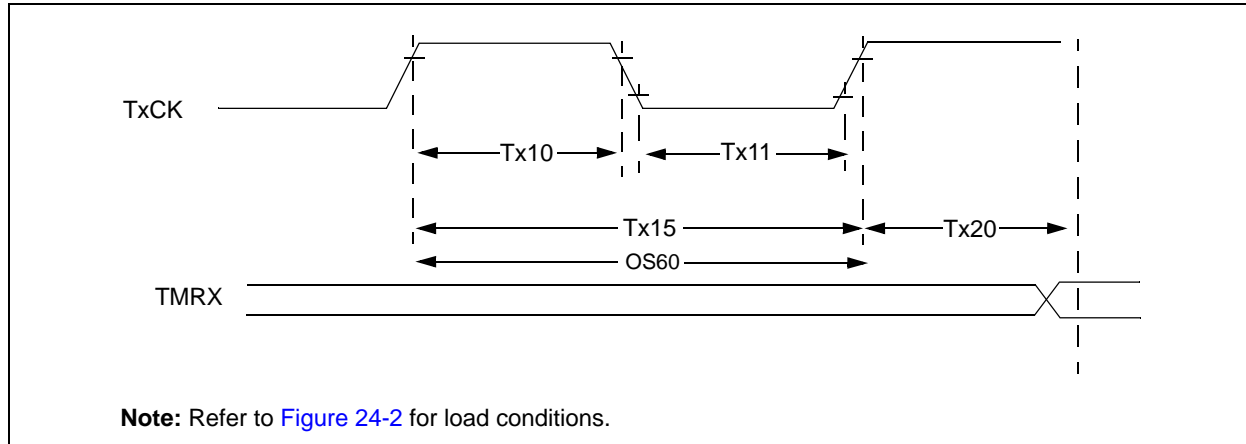 TxCK
Tx10
Tx11
Tx15
Tx20
OS60
TMRX
Note: Refer to Figure 24-2 for load conditions.